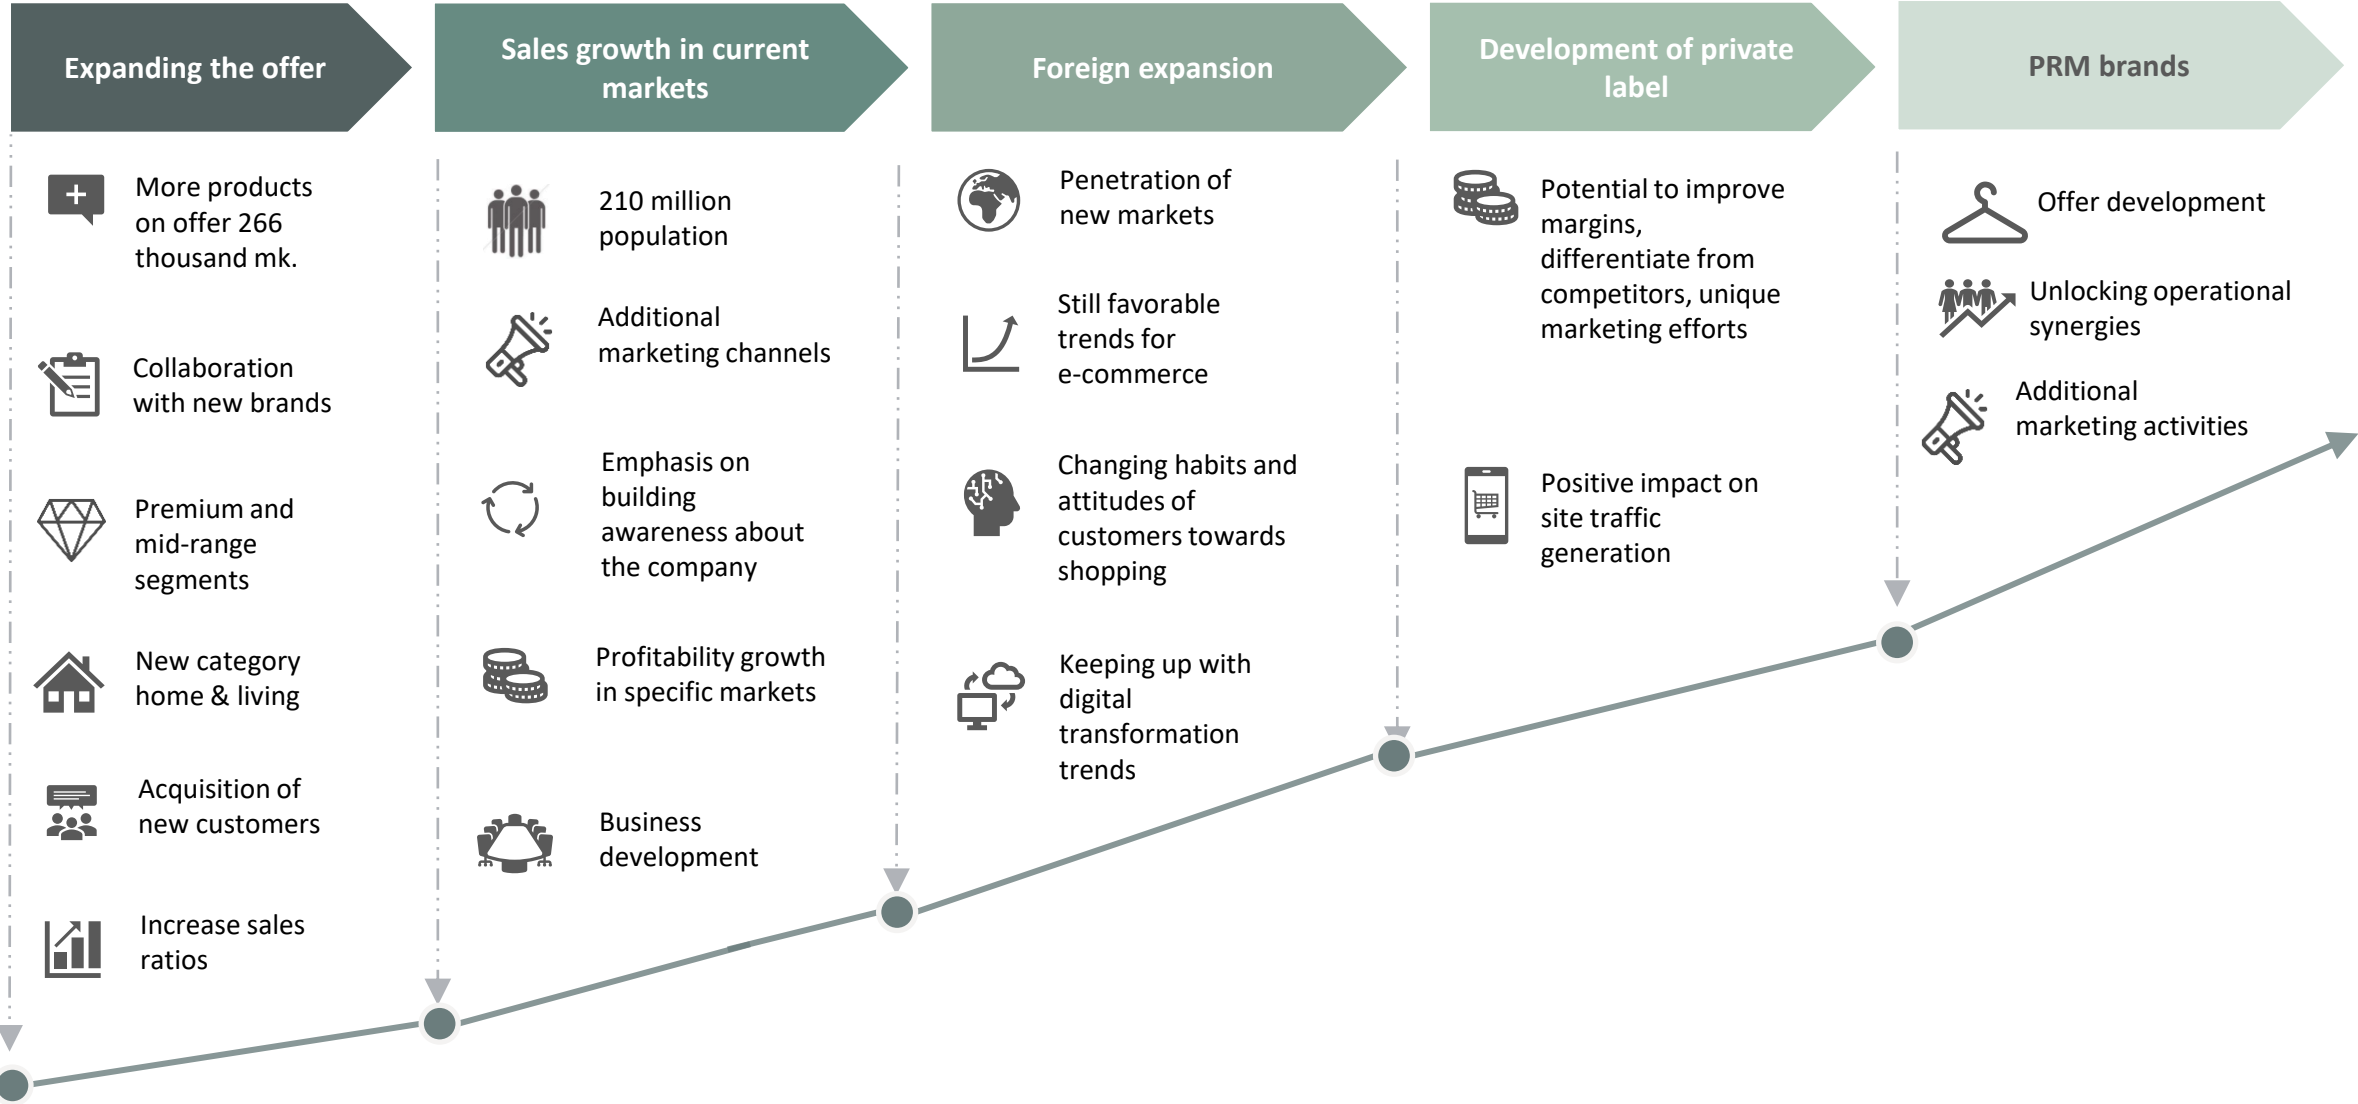 Expanding the offer
Sales growth in current
markets
Foreign expansion
Development of private
label
PRM brands
More products
on offer 266
thousand mk.
Collaboration
with new brands
Premium and
mid-range
segments
New category
home & living
Acquisition of
new customers
Increase sales
ratios
210 million
population
Additional
marketing channels
Emphasis on
building
awareness about
the company
Profitability growth
in specific markets
Business
development
Penetration of
new markets
Still favorable
trends for
e-commerce
Changing habits and
attitudes of
customers towards
shopping
Keeping up with
digital
transformation
trends
Potential to improve
margins,
differentiate from
competitors, unique
marketing efforts
Positive impact on
site traffic
generation
Offer development
Unlocking operational
synergies
Additional
marketing activities